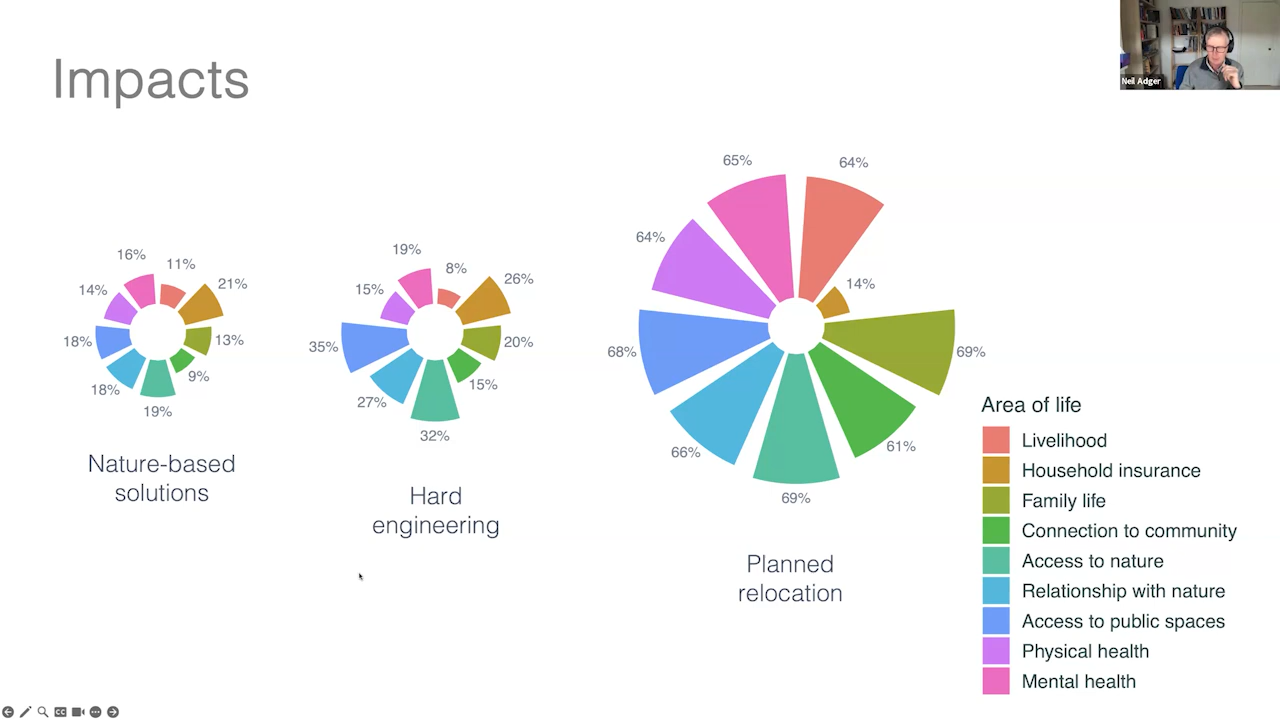 Impacts
Neil Adger
16%
11%
21%
14%
13%
18%
9%
18%
19%
Nature-based
solutions
19%
8%
26%
15%
20%
35%
15%
27%
32%
Hard
engineering
65%
64%
64%
14%
68%
69%
66%
61%
69%
Planned
relocation
Area of life
Livelihood
Household insurance
Family life
Connection to community
Access to nature
Relationship with nature
Access to public spaces
Physical health
Mental health
CC